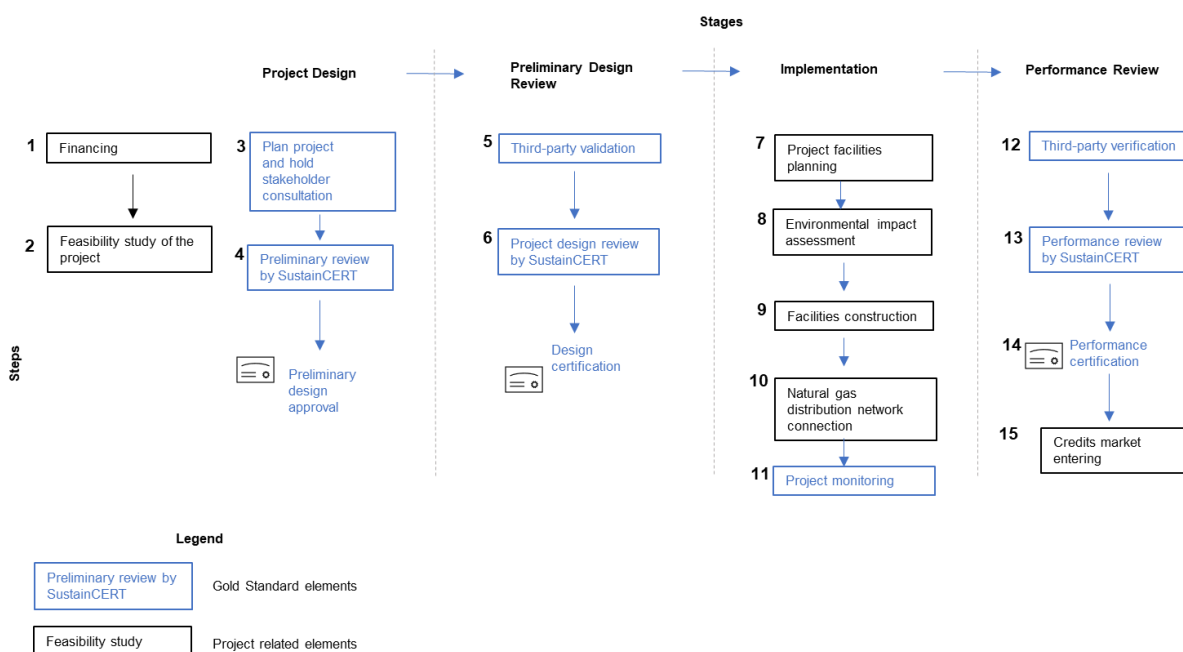 Stages
Project Design
Preliminary Design
Review
Implementation
Performance Review
Steps
1
Financing
2
Feasibility study of the
project
3
Plan project
and hold
stakeholder
consultation
4
Preliminary review
by SustainCERT
Preliminary
design
approval
5
Third-party validation
6
Project design review
by SustainCERT
Design
certification
7
Project facilities
planning
8
Environmental impact
assessment
9
Facilities construction
10
Natural gas
distribution network
connection
11
Project monitoring
12
Third-party verification
13
Performance review
by SustainCERT
14
Performance
certification
15
Credits market
entering
Legend
Preliminary review by
SustainCERT
Gold Standard elements
Feasibility study
Project related elements